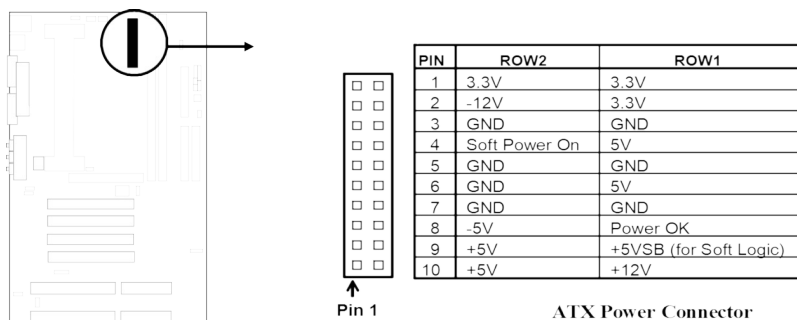 PIN ROW2 ROW1
1 3.3V 3.3V
2 -12V 3.3V
3 GND GND
4 Soft Power On 5V
5 GND GND
6 GND 5V
7 GND GND
8 -5V Power OK
9 +5V +5VSB (for Soft Logic)
10 +5V +12V
Pin 1
ATX Power Connector